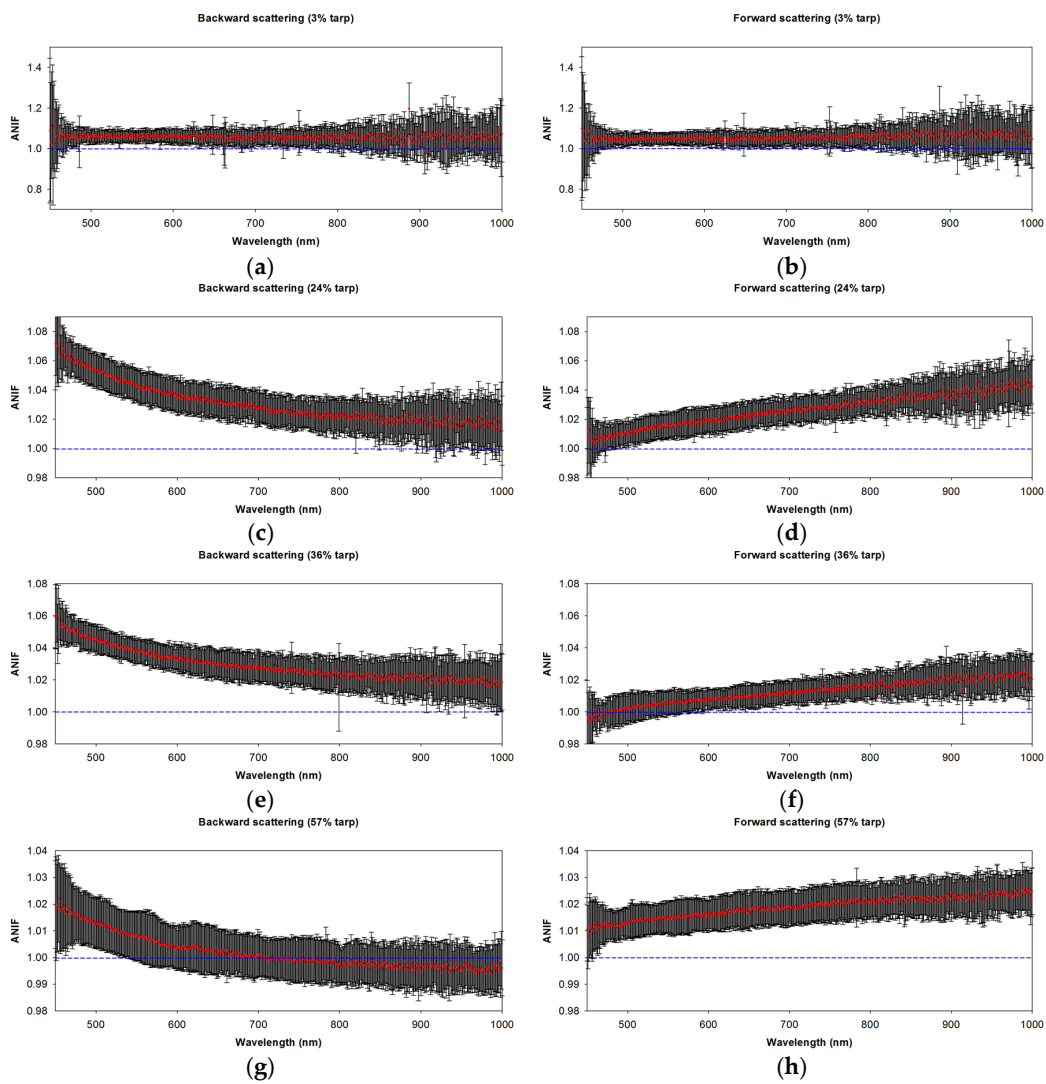 Backward scattering (3% tarp)
ANIF
1.4
1.2
1.0
0.8
500 600 700 800 900 1000
Wavelength (nm)
(a)
Forward scattering (3% tarp)
ANIF
1.4
1.2
1.0
0.8
500 600 700 800 900 1000
Wavelength (nm)
(b)
Backward scattering (24% tarp)
ANIF
1.08
1.06
1.04
1.02
1.00
0.98
500 600 700 800 900 1000
Wavelength (nm)
(c)
Forward scattering (24% tarp)
ANIF
1.08
1.06
1.04
1.02
1.00
0.98
500 600 700 800 900 1000
Wavelength (nm)
(d)
Backward scattering (36% tarp)
ANIF
1.08
1.06
1.04
1.02
1.00
0.98
500 600 700 800 900 1000
Wavelength (nm)
(e)
Forward scattering (36% tarp)
ANIF
1.08
1.06
1.04
1.02
1.00
0.98
500 600 700 800 900 1000
Wavelength (nm)
(f)
Backward scattering (57% tarp)
ANIF
1.04
1.03
1.02
1.01
1.00
0.99
0.98
500 600 700 800 900 1000
Wavelength (nm)
(g)
Forward scattering (57% tarp)
ANIF
1.04
1.03
1.02
1.01
1.00
0.99
0.98
500 600 700 800 900 1000
Wavelength (nm)
(h)